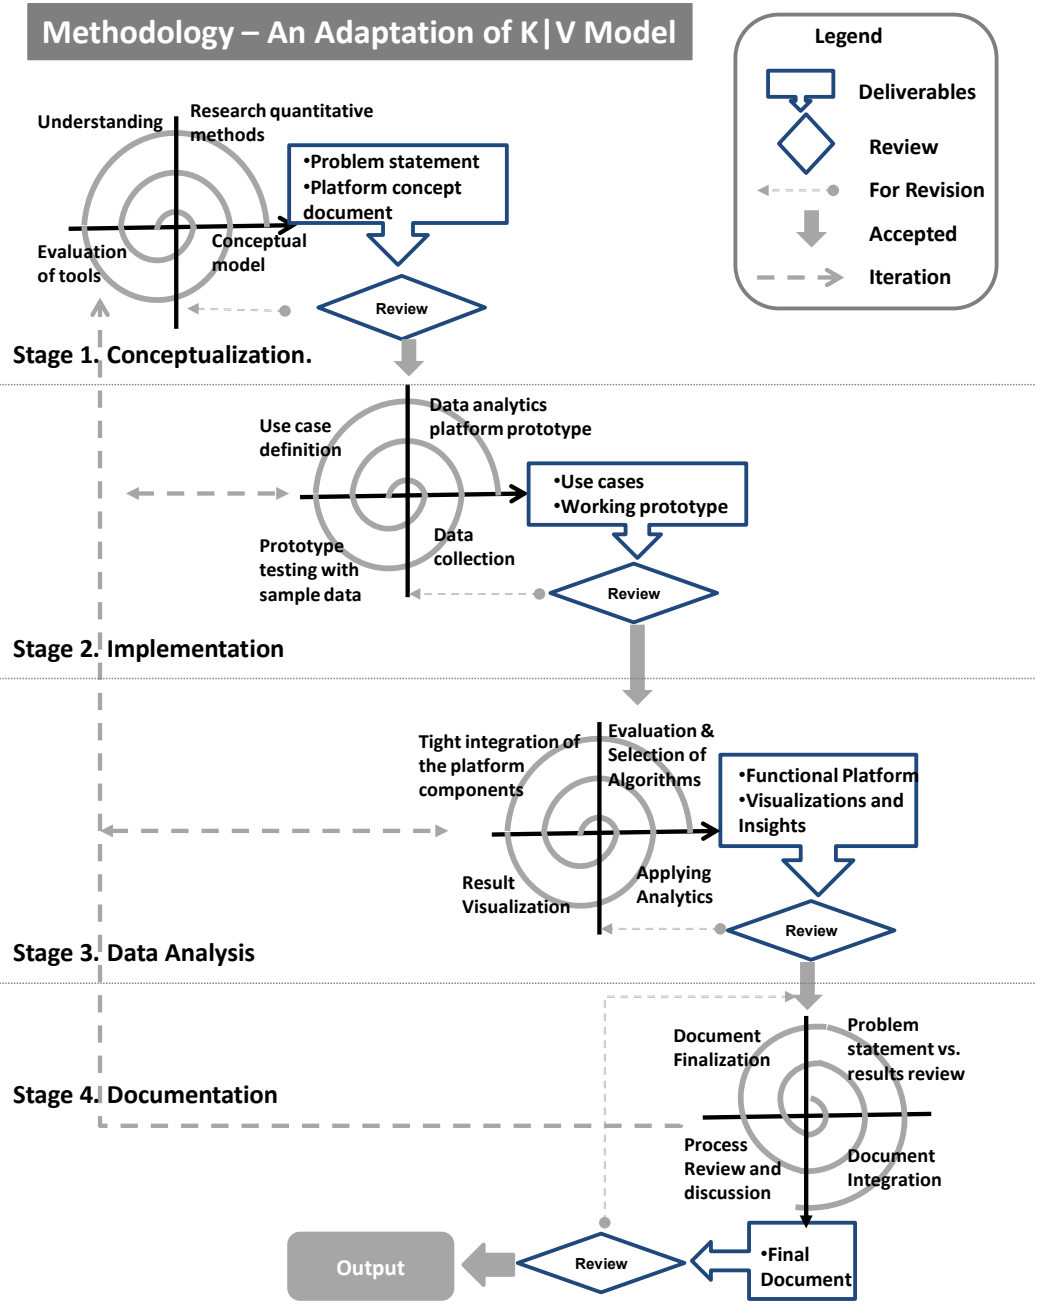 Methodology – An Adaptation of K|V Model
Legend
Deliverables
Review
For Revision
Accepted
Iteration
Understanding
Research quantitative
methods
Evaluation
of tools
Conceptual
model
•Problem statement
•Platform concept
document
Review
Stage 1. Conceptualization.
Use case
definition
Data analytics
platform prototype
Prototype
testing with
sample data
Data
collection
•Use cases
•Working prototype
Review
Stage 2. Implementation
Tight integration of
the platform
components
Evaluation &
Selection of
Algorithms
Result
Visualization
Applying
Analytics
•Functional Platform
•Visualizations and
Insights
Review
Stage 3. Data Analysis
Document
Finalization
Problem
statement vs.
results review
Stage 4. Documentation
Process
Review and
discussion
Document
Integration
•Final
Document
Review
Output